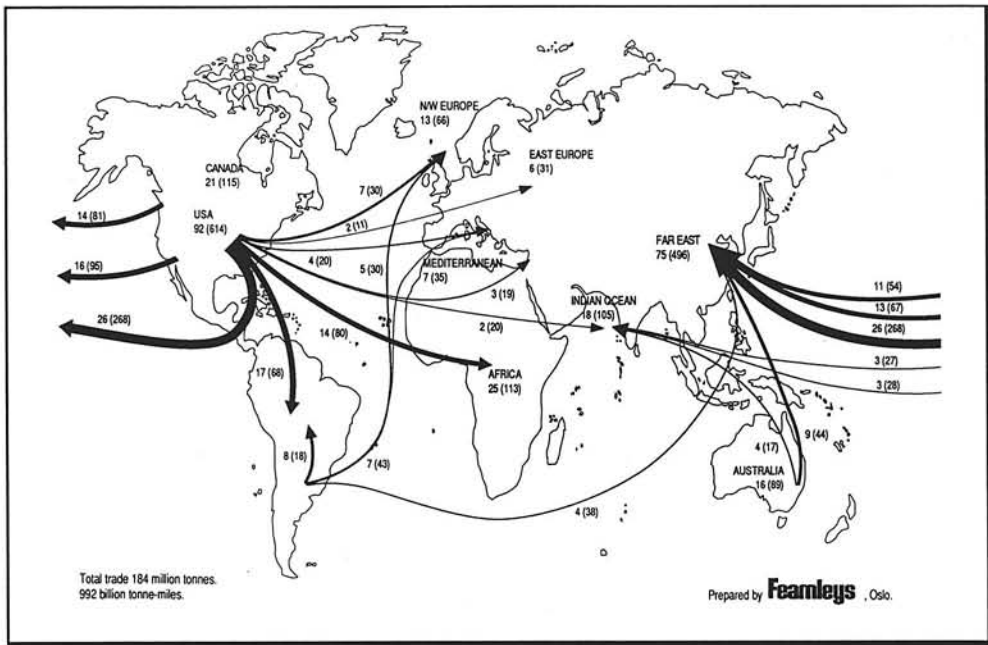 N/W EUROPE
13 (66)
EAST EUROPE
6 (31)
CANADA
21 (115)
7 (30)
14 (81)
USA
92 (614)
2 (11)
FAR EAST
75 (496)
4 (20)
5 (30)
MEDITERRANEAN
7 (35)
16 (95)
3 (19)
11 (54)
INDIAN OCEAN
18 (105)
13 (67)
26 (268)
14 (80)
2 (20)
26 (268)
3 (27)
17 (68)
AFRICA
25 (113)
3 (28)
8 (18)
7 (43)
4 (17)
9 (44)
AUSTRALIA
16 (89)
4 (38)
Total trade 184 million tonnes.
992 billion tonne-miles.
Prepared by Fearnleys , Oslo.